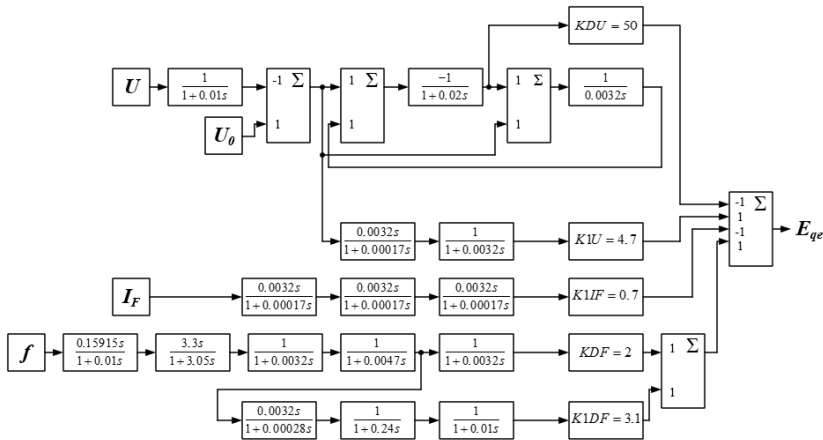 KDU = 50
U
1
1+0.01s
-1 Σ
1
U₀
1 Σ
1
-1
1+0.02s
1 Σ
1
1
0.0032s
0.0032s
1+0.00017s
1
1+0.0032s
K1U = 4.7
-1 Σ
1
-1
1
E_qe
I_F
0.0032s
1+0.00017s
0.0032s
1+0.00017s
0.0032s
1+0.00017s
K1IF = 0.7
f
0.15915s
1+0.01s
3.3s
1+3.05s
1
1+0.0032s
1
1+0.0047s
1
1+0.0032s
KDF = 2
1 Σ
1
0.0032s
1+0.00028s
1
1+0.24s
1
1+0.01s
K1DF = 3.1